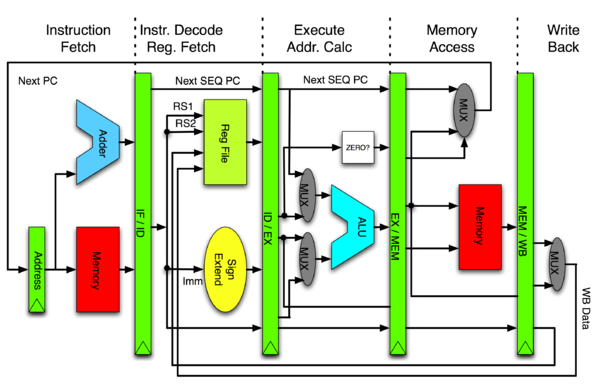 Instruction
Fetch
Instr. Decode
Reg. Fetch
Execute
Addr. Calc
Memory
Access
Write
Back
Next PC
Next SEQ PC
Next SEQ PC
RS1
RS2
Reg File
Adder
ZERO?
MUX
MUX
MUX
ALU
IF / ID
ID / EX
EX / MEM
MEM / WB
Address
Memory
Sign
Extend
Imm
Memory
MUX
WB Data